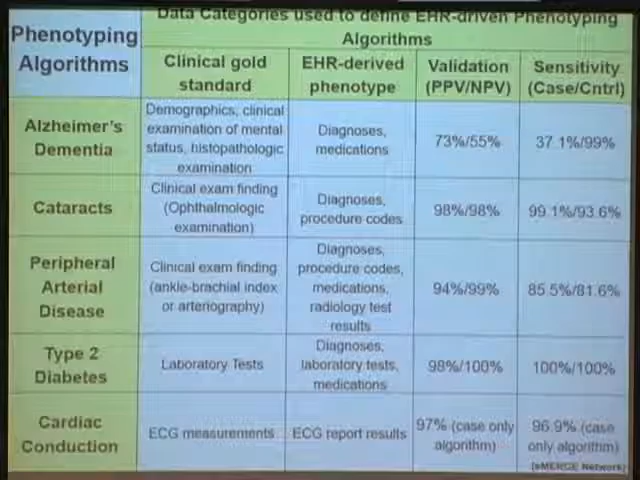 Data Categories used to define EHR-driven Phenotyping
Algorithms
Phenotyping
Algorithms
Clinical gold
standard
EHR-derived
phenotype
Validation
(PPV/NPV)
Sensitivity
(Case/Cntrl)
Alzheimer's
Dementia
Demographics, clinical
examination of mental
status, histopathologic
examination
Diagnoses,
medications
73%/55%
37.1%/99%
Cataracts
Clinical exam finding
(Ophthalmologic
examination)
Diagnoses,
procedure codes
98%/98%
99.1%/93.6%
Peripheral
Arterial
Disease
Clinical exam finding
(ankle-brachial index
or arteriography)
Diagnoses,
procedure codes,
medications,
radiology test
results
94%/99%
85.5%/81.6%
Type 2
Diabetes
Laboratory Tests
Diagnoses,
laboratory tests,
medications
98%/100%
100%/100%
Cardiac
Conduction
ECG measurements
ECG report results
97% (case only
algorithm)
96.9% (case
only algorithm)
[eMERGE Network]